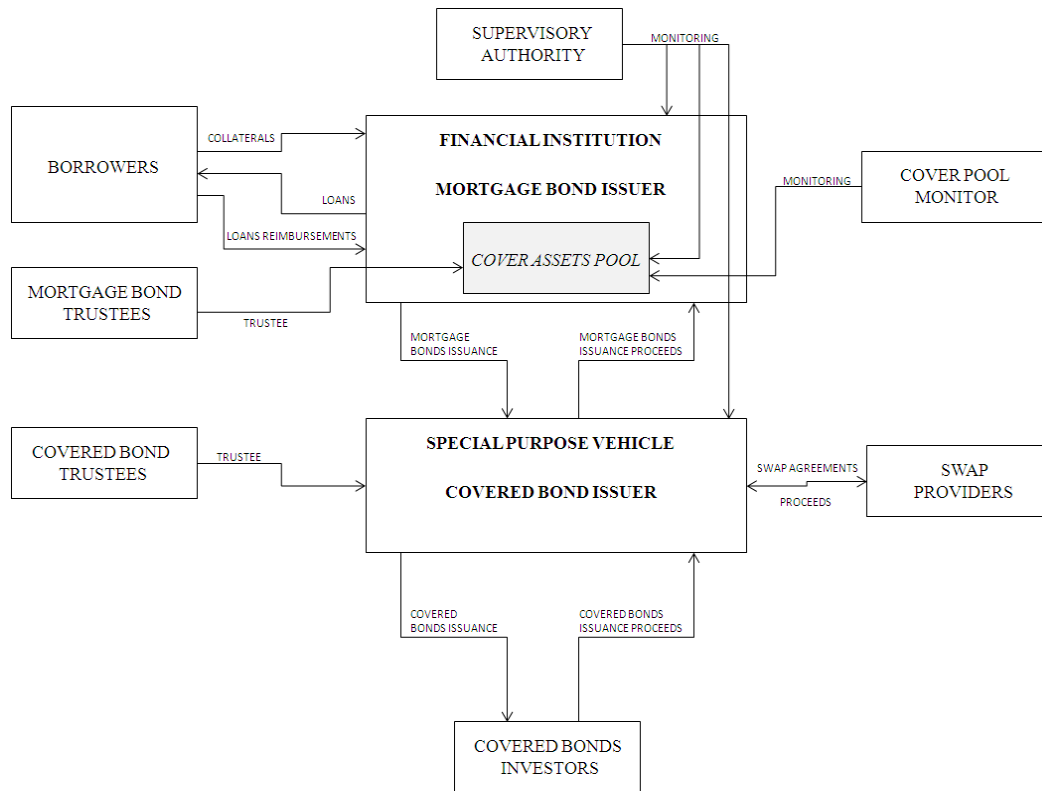 SUPERVISORY
AUTHORITY
MONITORING
BORROWERS
COLLATERALS
LOANS
LOANS REIMBURSEMENTS
FINANCIAL INSTITUTION
MORTGAGE BOND ISSUER
COVER ASSETS POOL
MONITORING
COVER POOL
MONITOR
MORTGAGE BOND
TRUSTEES
TRUSTEE
MORTGAGE
BONDS ISSUANCE
MORTGAGE BONDS
ISSUANCE PROCEEDS
COVERED BOND
TRUSTEES
TRUSTEE
SPECIAL PURPOSE VEHICLE
COVERED BOND ISSUER
SWAP AGREEMENTS
PROCEEDS
SWAP
PROVIDERS
COVERED
BONDS ISSUANCE
COVERED BONDS
ISSUANCE PROCEEDS
COVERED BONDS
INVESTORS